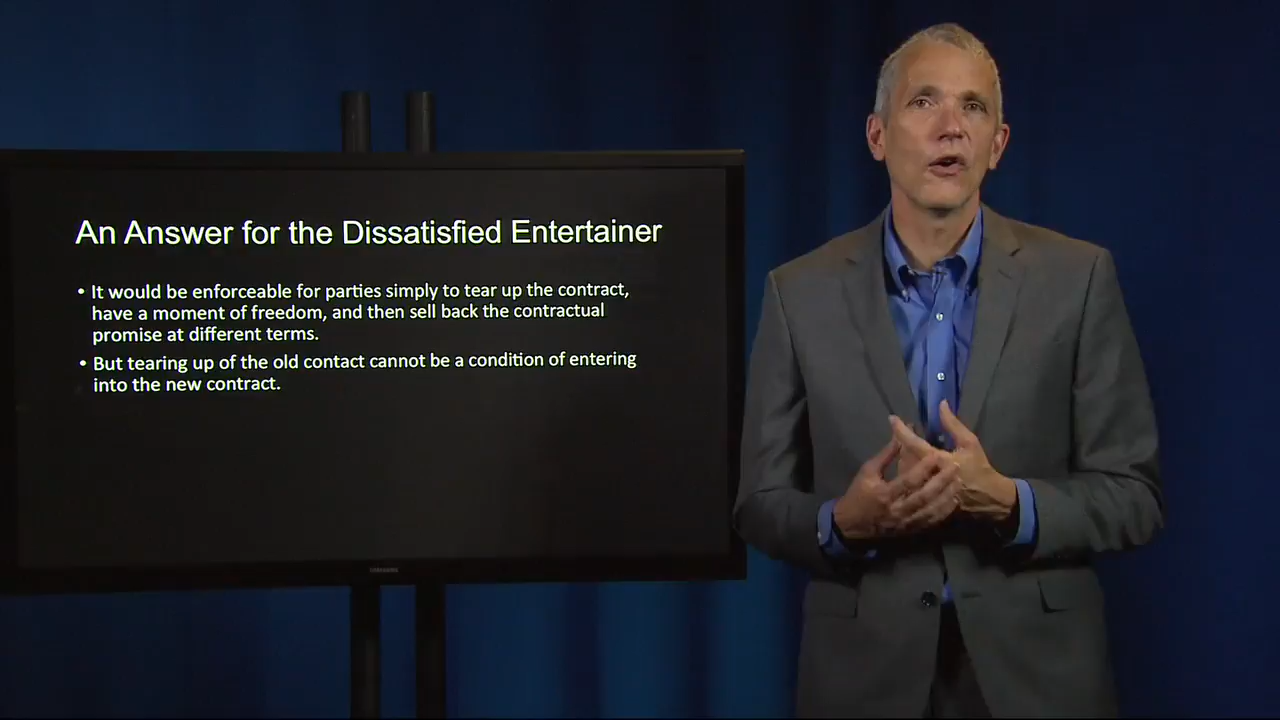 An Answer for the Dissatisfied Entertainer
• It would be enforceable for parties simply to tear up the contract,
have a moment of freedom, and then sell back the contractual
promise at different terms.
• But tearing up of the old contact cannot be a condition of entering
into the new contract.
SAMSUNG